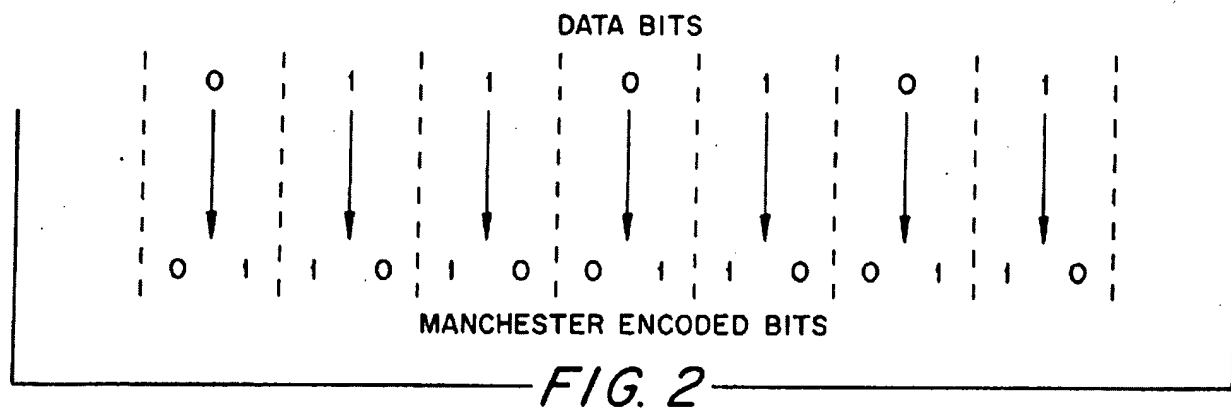 DATA BITS
0 1 1 0 1 0 1
0 1 1 0 1 0 0 1 1 0 0 1 1 0
MANCHESTER ENCODED BITS
FIG. 2